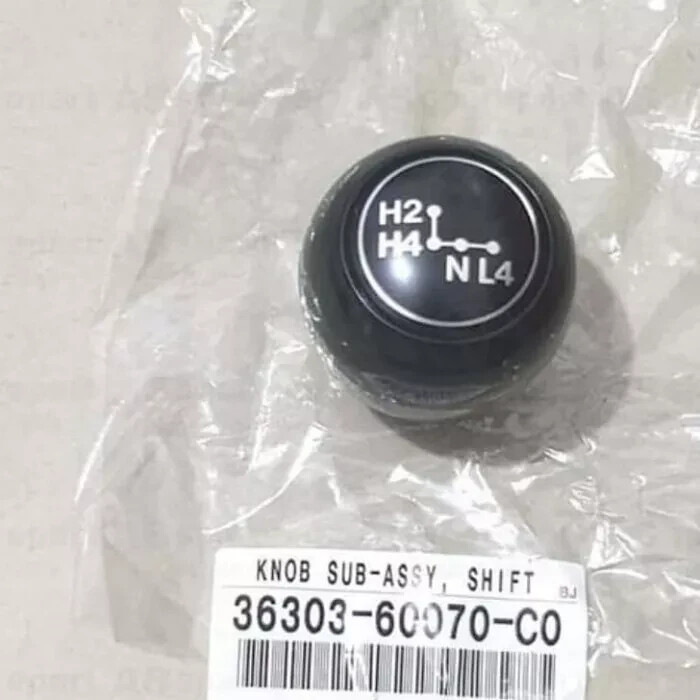 H2
H4
N L4
KNOB SUB-ASSY, SHIFT
BJ
36303-60070-C0